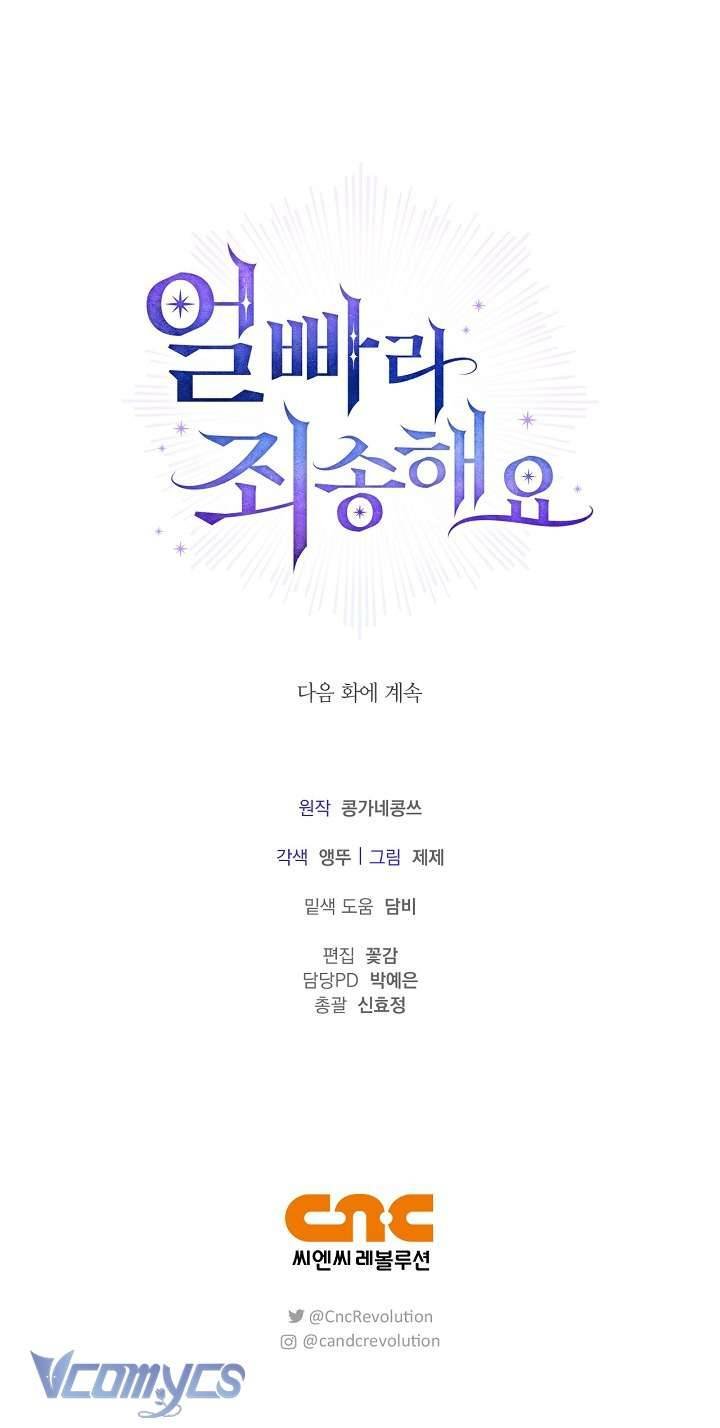 얼빠라
죄송해요
다음 화에 계속
원작 콩가네콩쓰
각색 앵뚜 | 그림 제제
밑색 도움 담비
편집 꽃감
담당PD 박예은
총괄 신효정
cnc
씨엔씨 레볼루션
@CncRevolution
@candcrevolution
Vcomycs